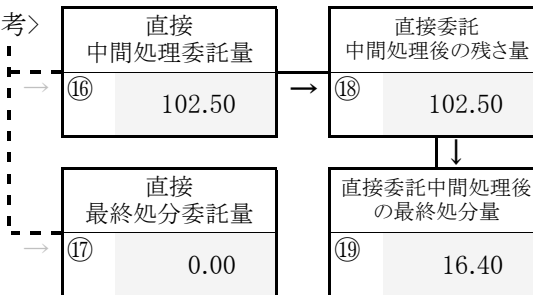 考〉
直接
中間処理委託量
⑯
102.50
→
直接委託
中間処理後の残さ量
⑱
102.50
→
↓
直接
最終処分委託量
⑰
0.00
→
直接委託中間処理後
の最終処分量
⑲
16.40